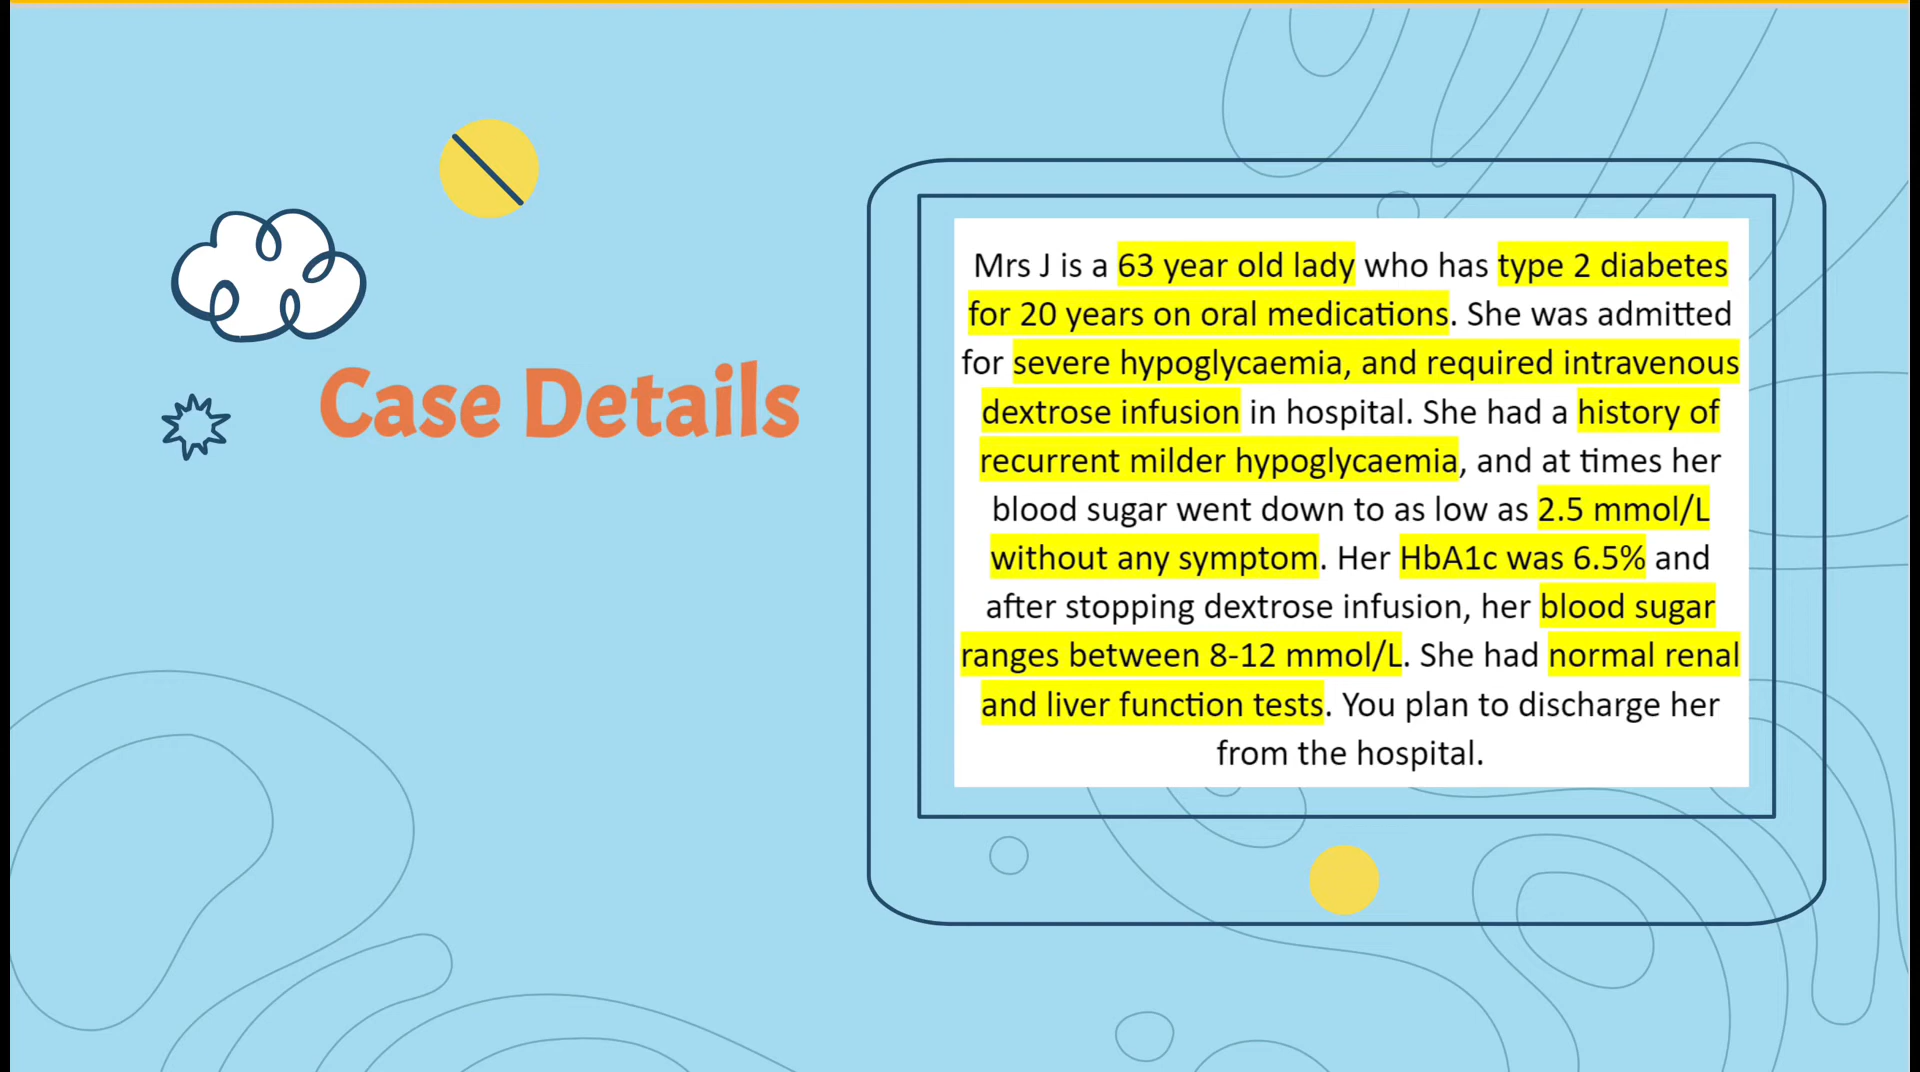 Case Details
Mrs J is a 63 year old lady who has type 2 diabetes
for 20 years on oral medications. She was admitted
for severe hypoglycaemia, and required intravenous
dextrose infusion in hospital. She had a history of
recurrent milder hypoglycaemia, and at times her
blood sugar went down to as low as 2.5 mmol/L
without any symptom. Her HbA1c was 6.5% and
after stopping dextrose infusion, her blood sugar
ranges between 8-12 mmol/L. She had normal renal
and liver function tests. You plan to discharge her
from the hospital.